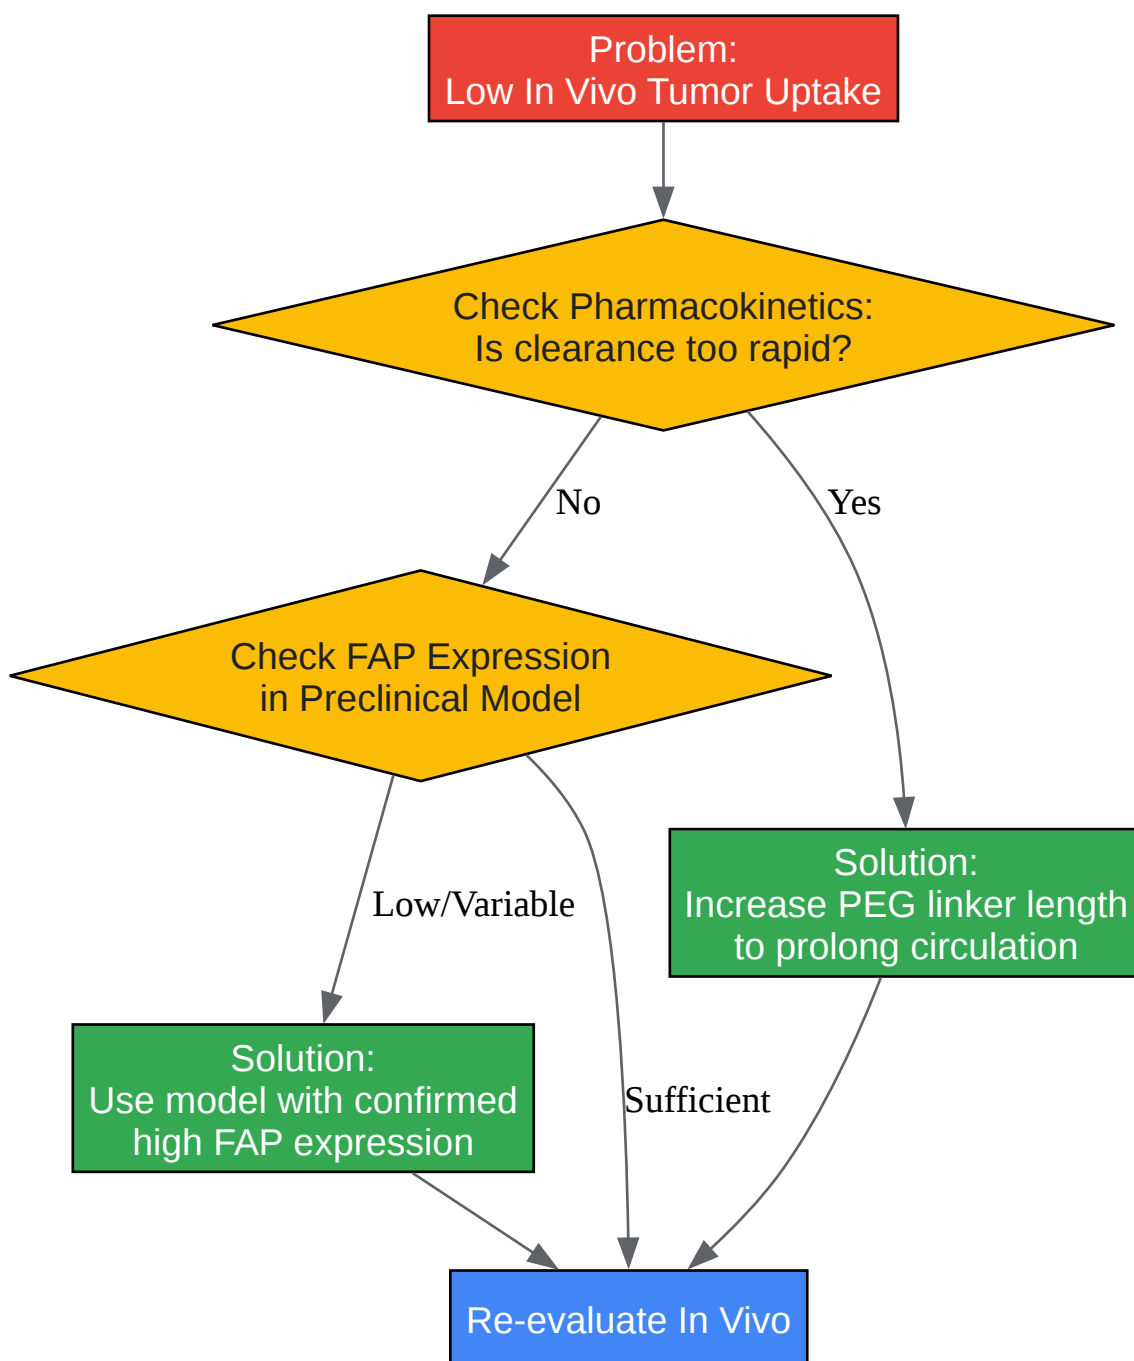 Problem:
Low In Vivo Tumor Uptake
Check Pharmacokinetics:
Is clearance too rapid?
No
Yes
Check FAP Expression
in Preclinical Model
Low/Variable
Solution:
Increase PEG linker length
to prolong circulation
Solution:
Use model with confirmed
high FAP expression
Sufficient
Re-evaluate In Vivo